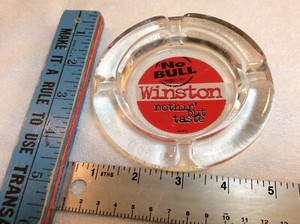 No
BULL
Winston
nothin'
but
taste
MAKE IT A RULE TO USE TRANS
1
2
3
4
5
8THS
1
2
3
4
5